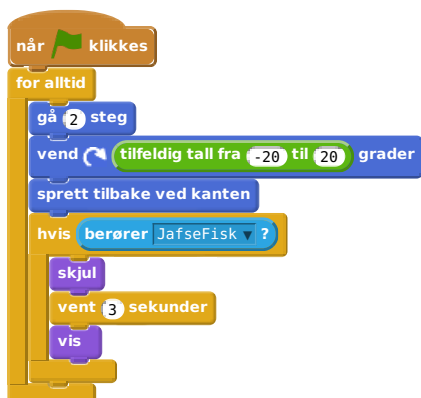 når klikkes
for alltid
gå 2 steg
vend tilfeldig tall fra -20 til 20 grader
sprett tilbake ved kanten
hvis berører JafseFisk ?
skjul
vent 3 sekunder
vis